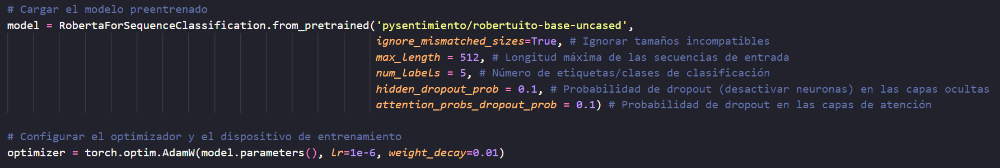 # Cargar el modelo preentrenado
model = RobertaForSequenceClassification.from_pretrained('pysentimiento/robertuito-base-uncased',
ignore_mismatched_sizes=True, # Ignorar tamaños incompatibles
max_length = 512, # Longitud máxima de las secuencias de entrada
num_labels = 5, # Número de etiquetas/clases de clasificación
hidden_dropout_prob = 0.1, # Probabilidad de dropout (desactivar neuronas) en las capas ocultas
attention_probs_dropout_prob = 0.1) # Probabilidad de dropout en las capas de atención
# Configurar el optimizador y el dispositivo de entrenamiento
optimizer = torch.optim.AdamW(model.parameters(), lr=1e-6, weight_decay=0.01)